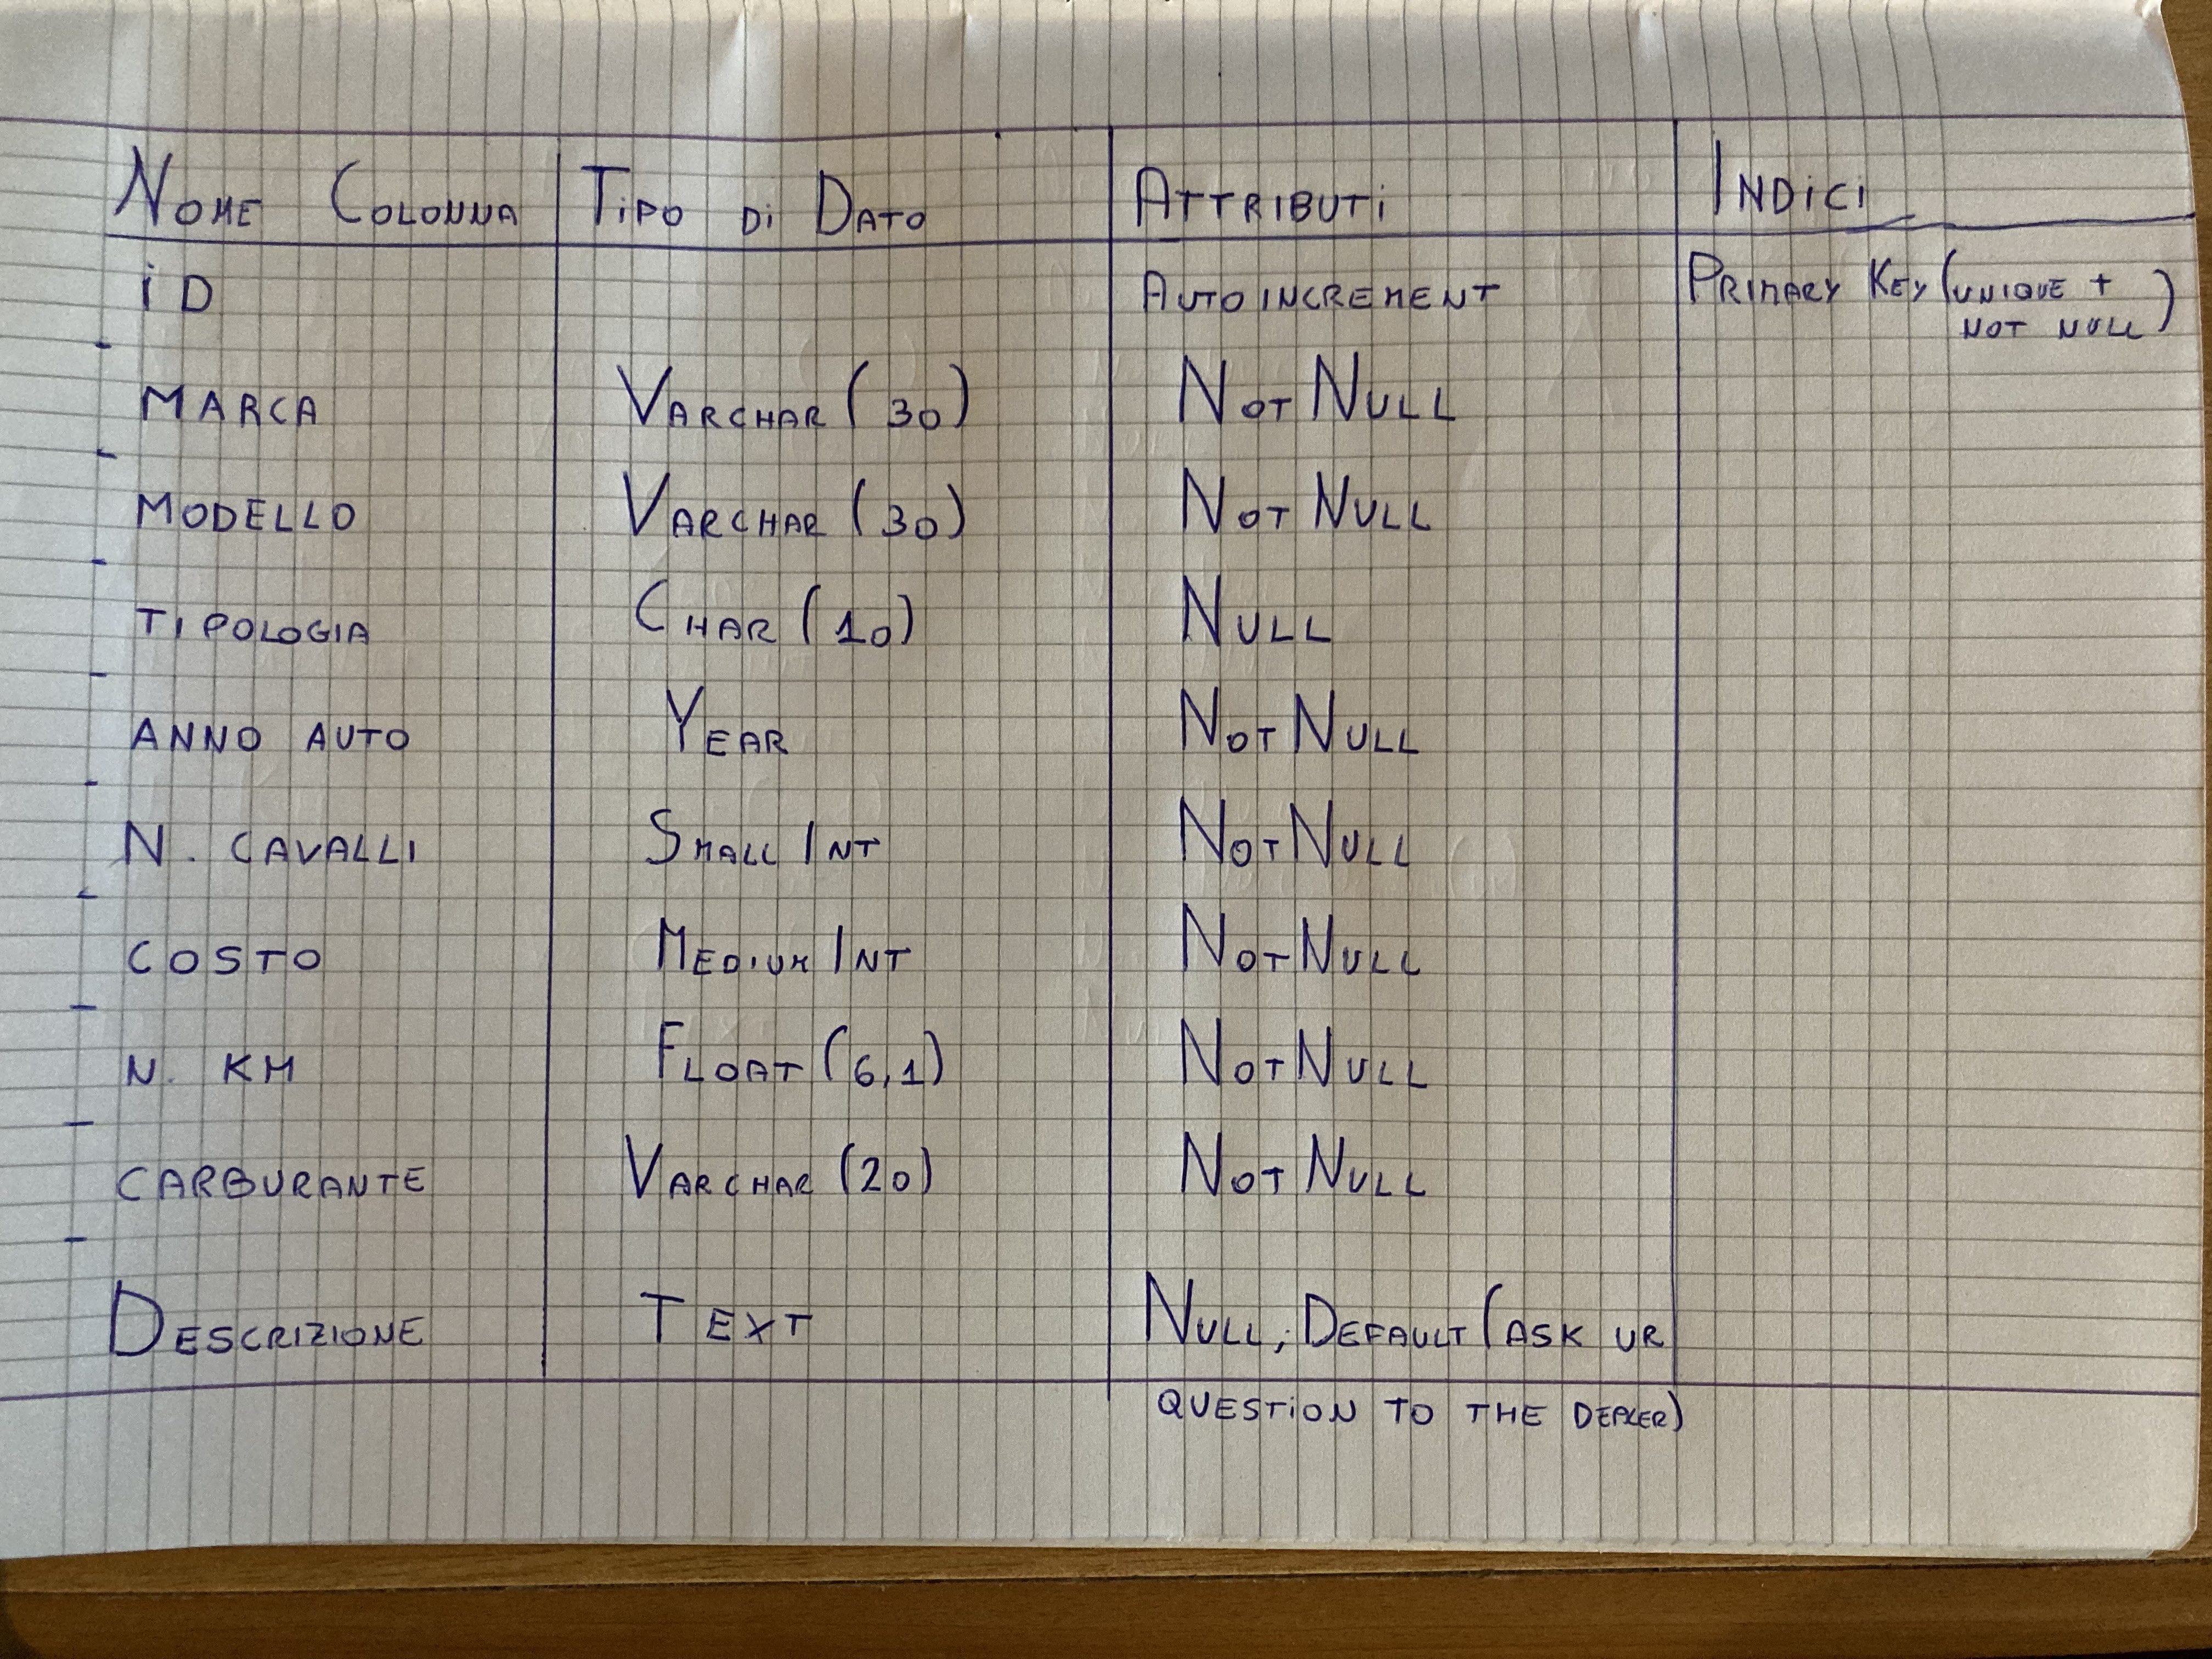 Nome Colonna Tipo di Dato Attributi Indici
iD Autoincrement Primary Key (unique +
not null)
Marca Varchar (30) Not Null
Modello Varchar (30) Not Null
Tipologia Char (10) Null
Anno Auto Year Not Null
N. Cavalli Small Int Not Null
Costo Medium Int Not Null
N. KM Float (6,1) Not Null
Carburante Varchar (20) Not Null
Descrizione Text Null, Default (ask ur
question to the dealer)